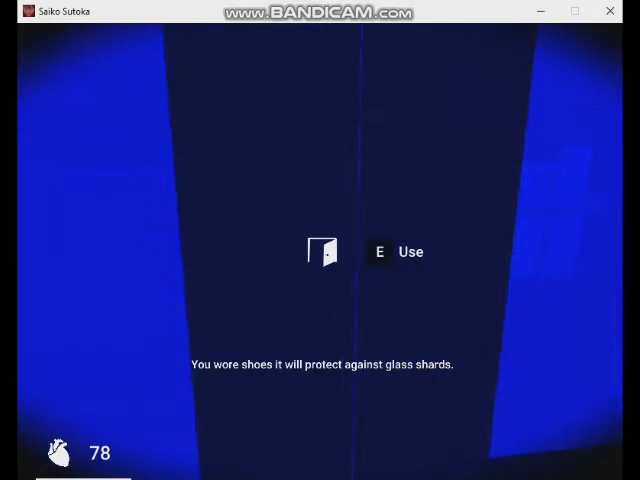 Saiko Sutoka
www.BANDICAM.com
E Use
You wore shoes it will protect against glass shards.
78